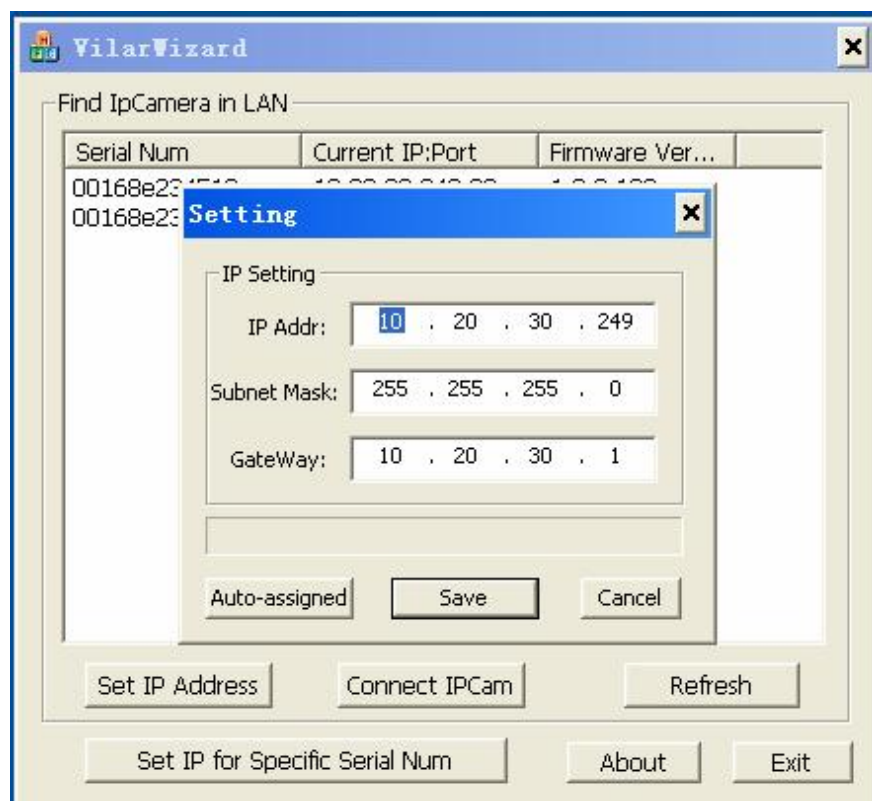 VilarWizard
Find IpCamera in LAN
Serial Num Current IP:Port Firmware Ver...
00168e23
Setting
IP Setting
IP Addr: 10 . 20 . 30 . 249
Subnet Mask: 255 . 255 . 255 . 0
GateWay: 10 . 20 . 30 . 1
Auto-assigned Save Cancel
Set IP Address Connect IPCam Refresh
Set IP for Specific Serial Num About Exit